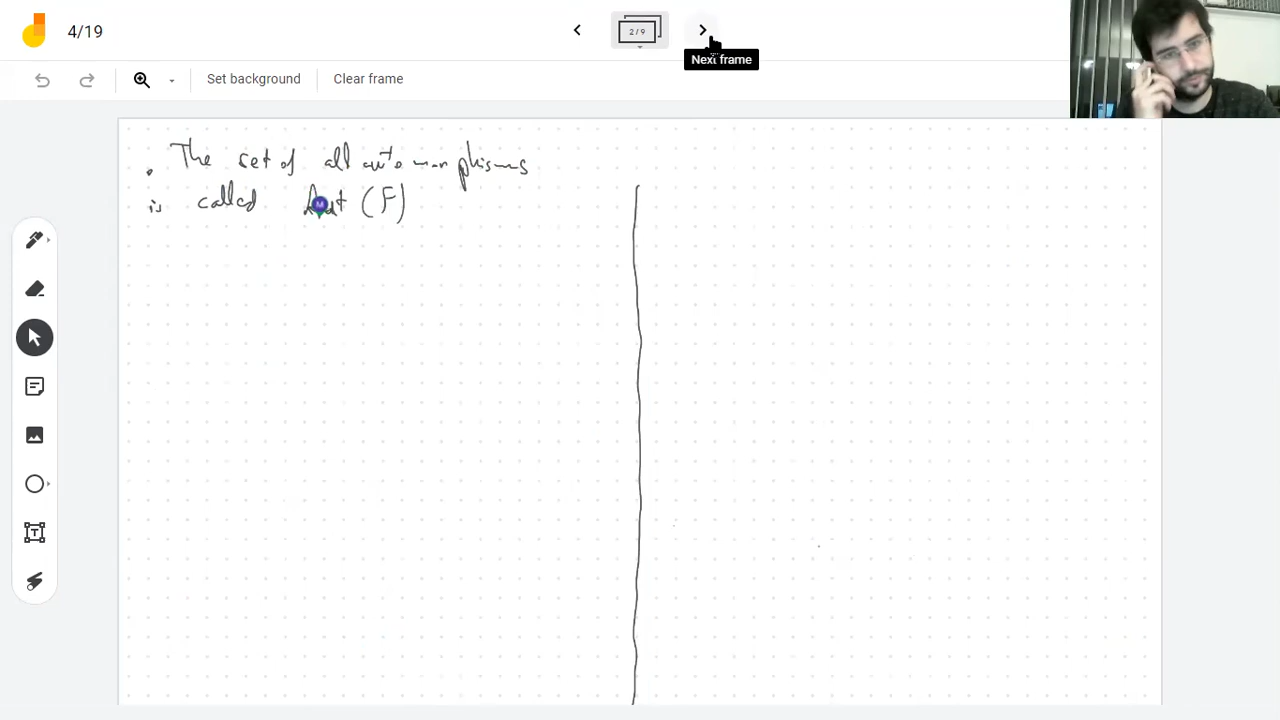 4/19
2/9
Next frame
Set background
Clear frame
. The set of all automorphisms
is called Aut (F)
M
T